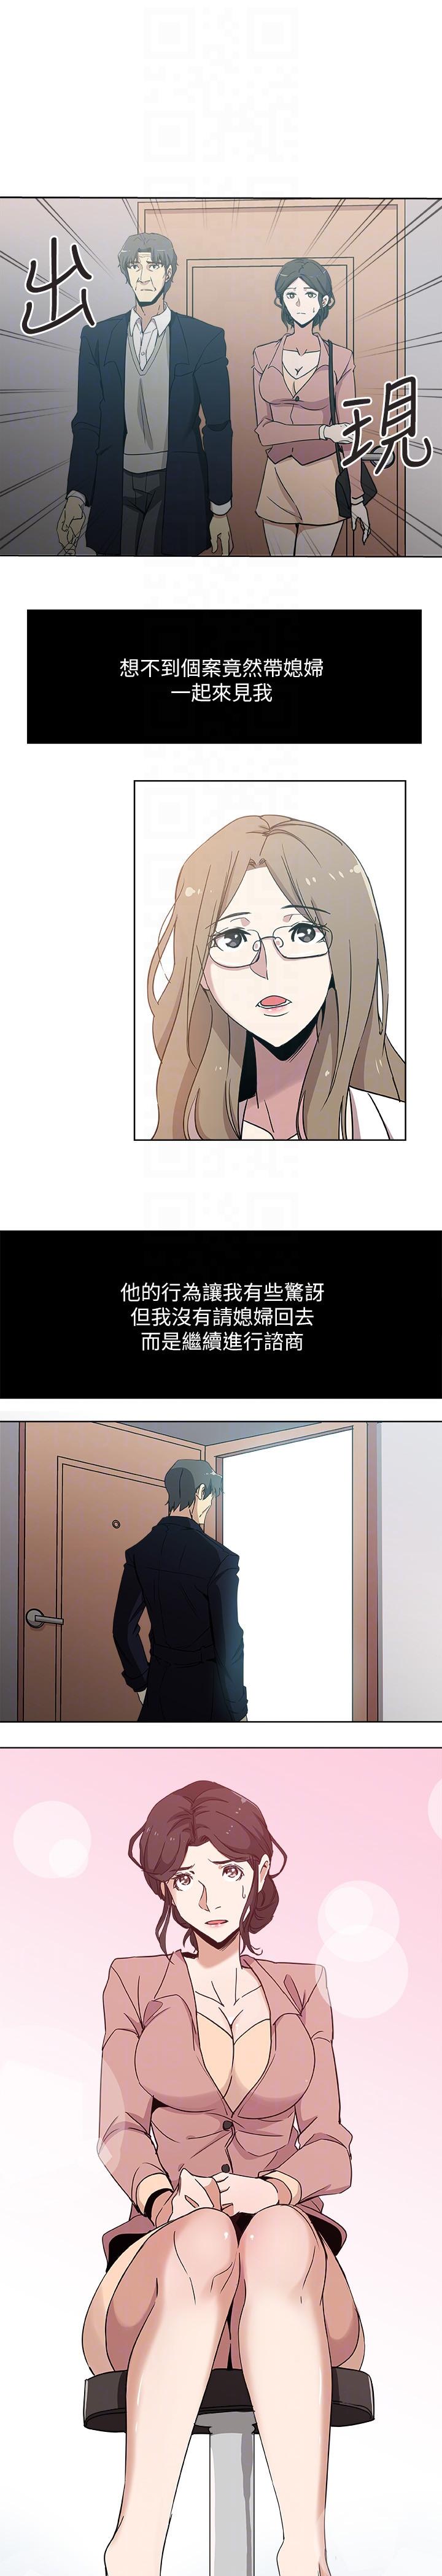 出
現
想不到個案竟然帶媳婦
一起來見我
他的行為讓我有些驚訝
但我沒有請媳婦回去
而是繼續進行諮商